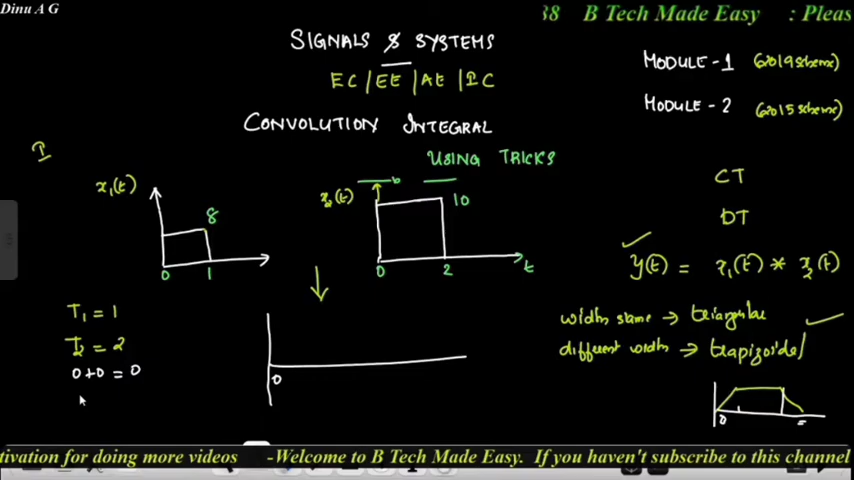 Dinu A G
38 B Tech Made Easy : Pleas
SIGNALS & SYSTEMS
EC | EE | AE | IC
CONVOLUTION INTEGRAL
USING TRICKS
MODULE-1 (2019 scheme)
MODULE-2 (2015 scheme)
I
x₁(t)
8
0 1
x₂(t)
10
0 2 t
CT
DT
y(t) = x₁(t) * x₂(t)
width same → triangular
different width → trapizoidel
T₁ = 1
T₂ = 2
0+0 = 0
0
0
tivation for doing more videos -Welcome to B Tech Made Easy. If you haven't subscribe to this channel